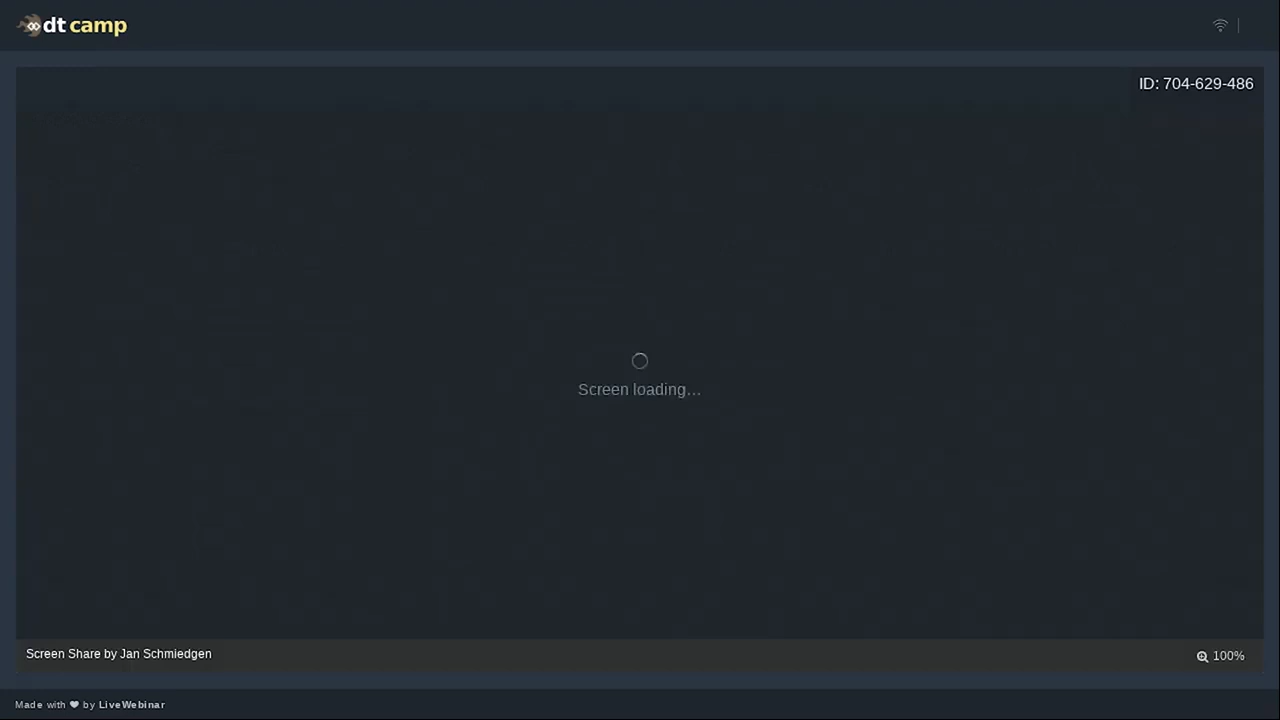 dt camp
ID: 704-629-486
Screen loading...
Screen Share by Jan Schmiedgen
100%
Made with ❤ by LiveWebinar